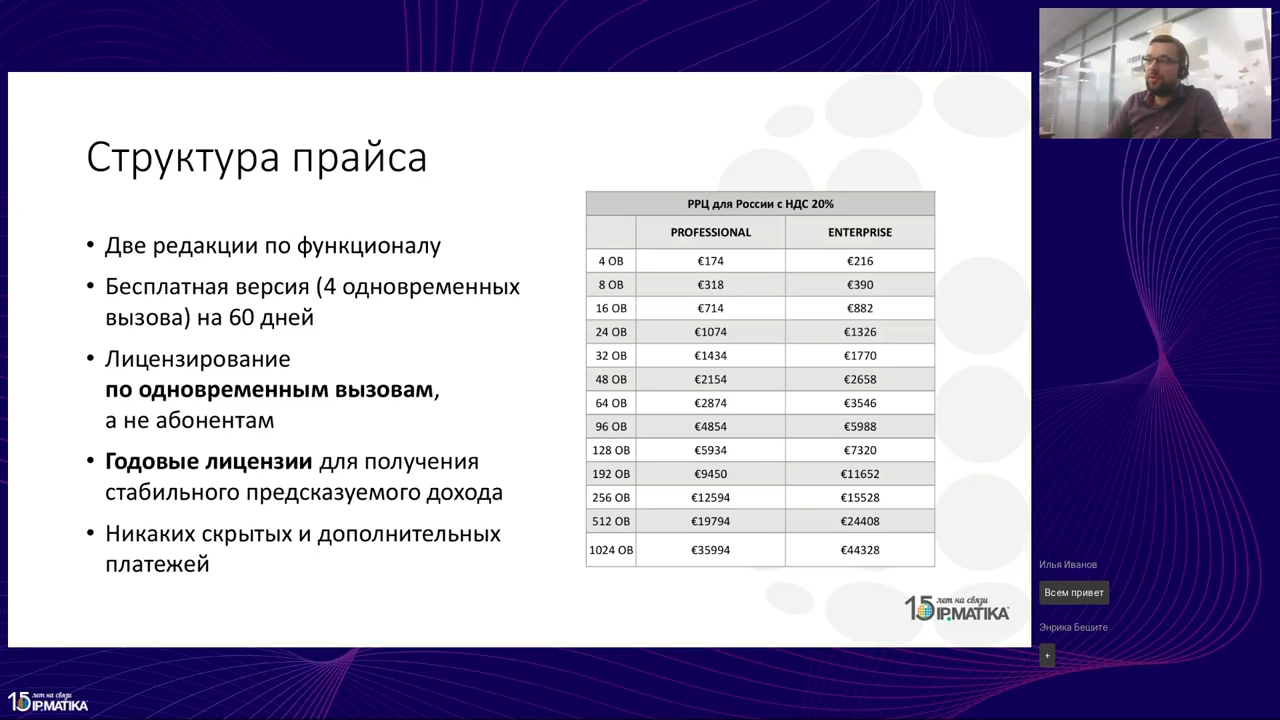 Структура прайса
• Две редакции по функционалу
• Бесплатная версия (4 одновременных
вызова) на 60 дней
• Лицензирование
по одновременным вызовам,
а не абонентам
• Годовые лицензии для получения
стабильного предсказуемого дохода
• Никаких скрытых и дополнительных
платежей
РРЦ для России с НДС 20%
PROFESSIONAL ENTERPRISE
4 ОВ €174 €216
8 ОВ €318 €390
16 ОВ €714 €882
24 ОВ €1074 €1326
32 ОВ €1434 €1770
48 ОВ €2154 €2658
64 ОВ €2874 €3546
96 ОВ €4854 €5988
128 ОВ €5934 €7320
192 ОВ €9450 €11652
256 ОВ €12594 €15528
512 ОВ €19794 €24408
1024 ОВ €35994 €44328
15 лет на связи
IPMATIKA
Илья Иванов
Всем привет
Энрика Бешите
+
15 лет на связи
IPMATIKA